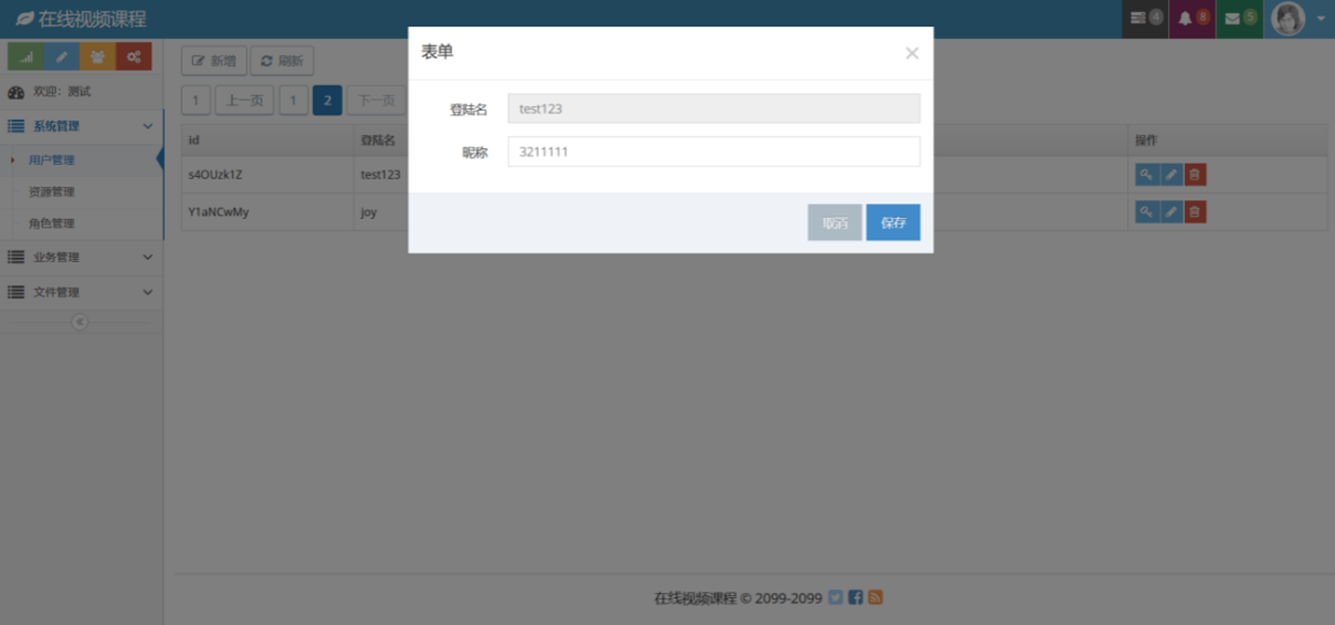 在线视频课程 4 8 5
新增 刷新
欢迎：测试
1 上一页 1 2 下一页
系统管理
用户管理
资源管理
角色管理
业务管理
文件管理
id 登陆名 操作
s4OUzk1Z test123
Y1aNCwMy joy
表单 ×
登陆名 test123
昵称 3211111
取消 保存
在线视频课程 © 2099-2099